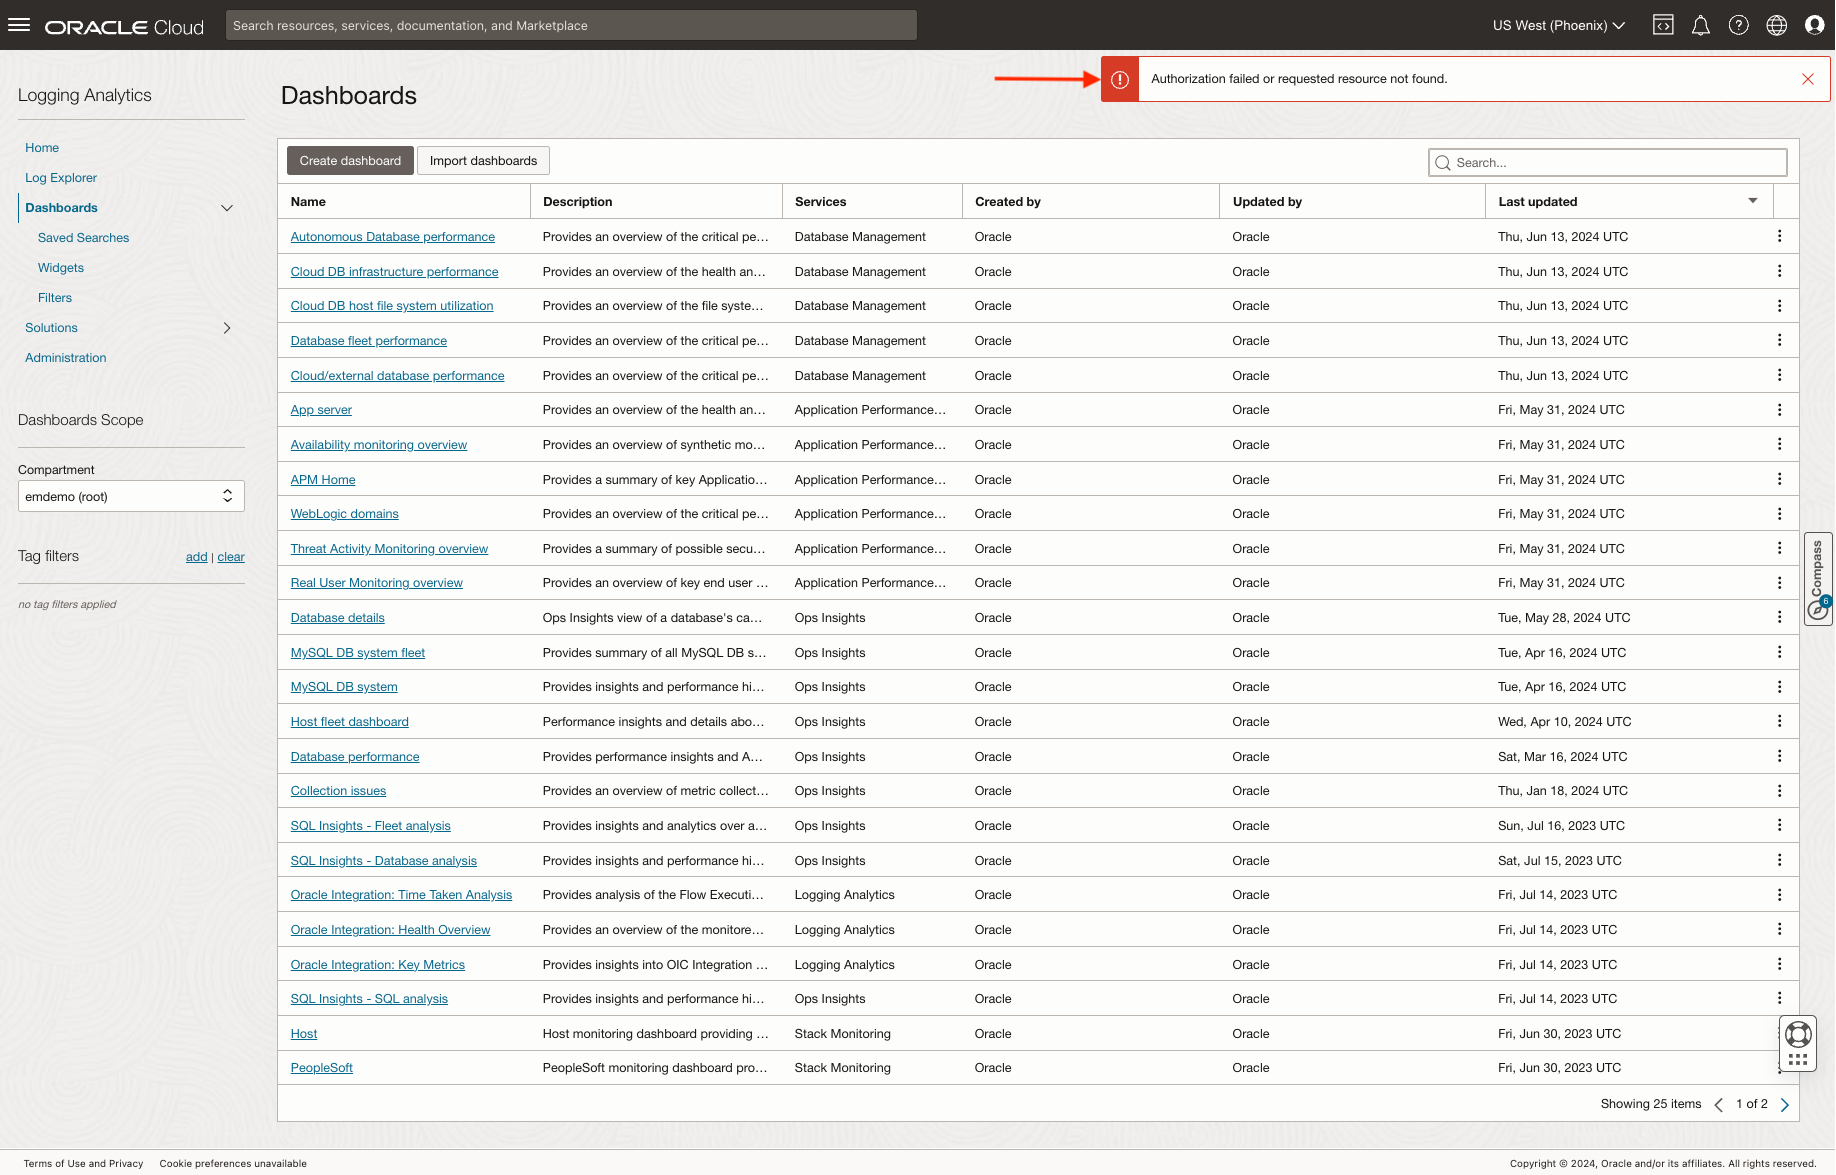 ORACLE Cloud
Search resources, services, documentation, and Marketplace
US West (Phoenix)
Authorization failed or requested resource not found.
Logging Analytics
Home
Log Explorer
Dashboards
Saved Searches
Widgets
Filters
Solutions
Administration
Dashboards Scope
Compartment
emdemo (root)
Tag filters add | clear
no tag filters applied
Dashboards
Create dashboard Import dashboards Search...
Name Description Services Created by Updated by Last updated
Autonomous Database performance Provides an overview of the critical pe... Database Management Oracle Oracle Thu, Jun 13, 2024 UTC
Cloud DB infrastructure performance Provides an overview of the health an... Database Management Oracle Oracle Thu, Jun 13, 2024 UTC
Cloud DB host file system utilization Provides an overview of the file syste... Database Management Oracle Oracle Thu, Jun 13, 2024 UTC
Database fleet performance Provides an overview of the critical pe... Database Management Oracle Oracle Thu, Jun 13, 2024 UTC
Cloud/external database performance Provides an overview of the critical pe... Database Management Oracle Oracle Thu, Jun 13, 2024 UTC
App server Provides an overview of the health an... Application Performance... Oracle Oracle Fri, May 31, 2024 UTC
Availability monitoring overview Provides an overview of synthetic mo... Application Performance... Oracle Oracle Fri, May 31, 2024 UTC
APM Home Provides a summary of key Applicatio... Application Performance... Oracle Oracle Fri, May 31, 2024 UTC
WebLogic domains Provides an overview of the critical pe... Application Performance... Oracle Oracle Fri, May 31, 2024 UTC
Threat Activity Monitoring overview Provides a summary of possible secu... Application Performance... Oracle Oracle Fri, May 31, 2024 UTC
Real User Monitoring overview Provides an overview of key end user ... Application Performance... Oracle Oracle Fri, May 31, 2024 UTC
Database details Ops Insights view of a database's ca... Ops Insights Oracle Oracle Tue, May 28, 2024 UTC
MySQL DB system fleet Provides summary of all MySQL DB s... Ops Insights Oracle Oracle Tue, Apr 16, 2024 UTC
MySQL DB system Provides insights and performance hi... Ops Insights Oracle Oracle Tue, Apr 16, 2024 UTC
Host fleet dashboard Performance insights and details abo... Ops Insights Oracle Oracle Wed, Apr 10, 2024 UTC
Database performance Provides performance insights and A... Ops Insights Oracle Oracle Sat, Mar 16, 2024 UTC
Collection issues Provides an overview of metric collect... Ops Insights Oracle Oracle Thu, Jan 18, 2024 UTC
SQL Insights - Fleet analysis Provides insights and analytics over a... Ops Insights Oracle Oracle Sun, Jul 16, 2023 UTC
SQL Insights - Database analysis Provides insights and performance hi... Ops Insights Oracle Oracle Sat, Jul 15, 2023 UTC
Oracle Integration: Time Taken Analysis Provides analysis of the Flow Executi... Logging Analytics Oracle Oracle Fri, Jul 14, 2023 UTC
Oracle Integration: Health Overview Provides an overview of the monitore... Logging Analytics Oracle Oracle Fri, Jul 14, 2023 UTC
Oracle Integration: Key Metrics Provides insights into OIC Integration ... Logging Analytics Oracle Oracle Fri, Jul 14, 2023 UTC
SQL Insights - SQL analysis Provides insights and performance hi... Ops Insights Oracle Oracle Fri, Jul 14, 2023 UTC
Host Host monitoring dashboard providing ... Stack Monitoring Oracle Oracle Fri, Jun 30, 2023 UTC
PeopleSoft PeopleSoft monitoring dashboard pro... Stack Monitoring Oracle Oracle Fri, Jun 30, 2023 UTC
Showing 25 items 1 of 2
Compass
6
Terms of Use and Privacy Cookie preferences unavailable
Copyright © 2024, Oracle and/or its affiliates. All rights reserved.